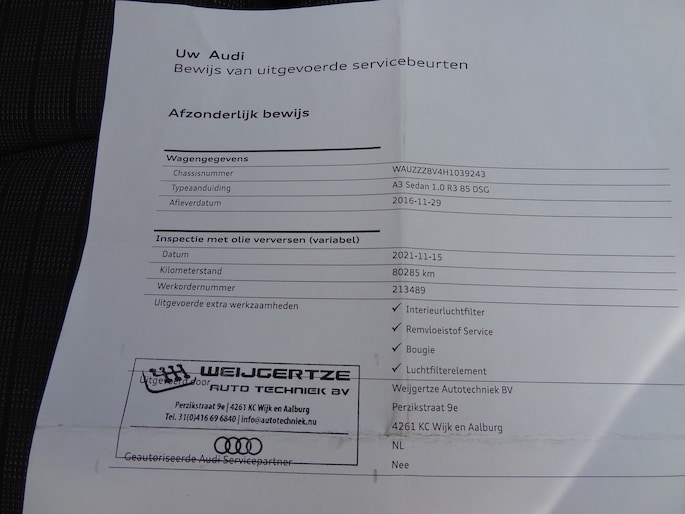 Uw Audi
Bewijs van uitgevoerde servicebeurten
Afzonderlijk bewijs
Wagengegevens
Chassisnummer WAUZZZ8V4H1039243
Typeaanduiding A3 Sedan 1.0 R3 85 DSG
Afleverdatum 2016-11-29
Inspectie met olie verversen (variabel)
Datum 2021-11-15
Kilometerstand 80285 km
Werkordernummer 213489
Uitgevoerde extra werkzaamheden ✓ Interieurluchtfilter
✓ Remvloeistof Service
✓ Bougie
✓ Luchtfilterelement
Uitgevoerd door Weijgertze Autotechniek BV
Perzikstraat 9e
4261 KC Wijk en Aalburg
NL
Geautoriseerde Audi Servicepartner Nee
WEIJGERTZE
AUTO TECHNIEK BV
Perzikstraat 9e | 4261 KC Wijk en Aalburg
Tel. 31(0)416 69 6840 | info@autotechniek.nu